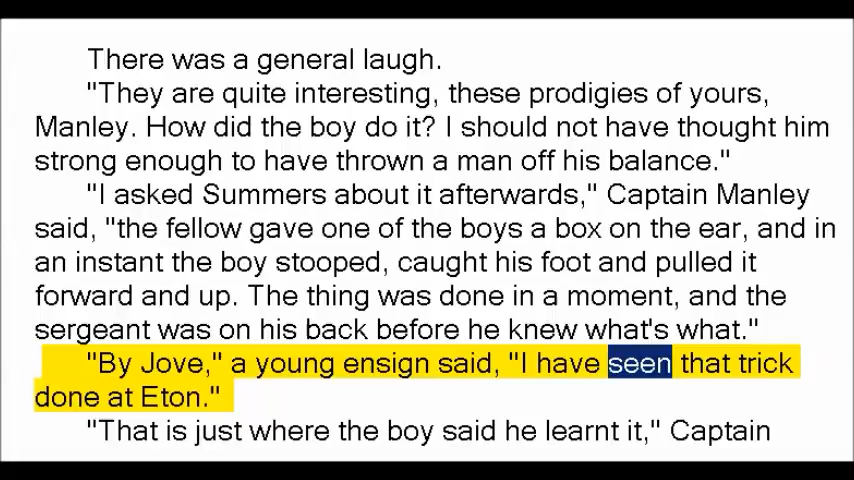 There was a general laugh.
"They are quite interesting, these prodigies of yours,
Manley. How did the boy do it? I should not have thought him
strong enough to have thrown a man off his balance."
"I asked Summers about it afterwards," Captain Manley
said, "the fellow gave one of the boys a box on the ear, and in
an instant the boy stooped, caught his foot and pulled it
forward and up. The thing was done in a moment, and the
sergeant was on his back before he knew what's what."
"By Jove," a young ensign said, "I have seen that trick
done at Eton."
"That is just where the boy said he learnt it," Captain